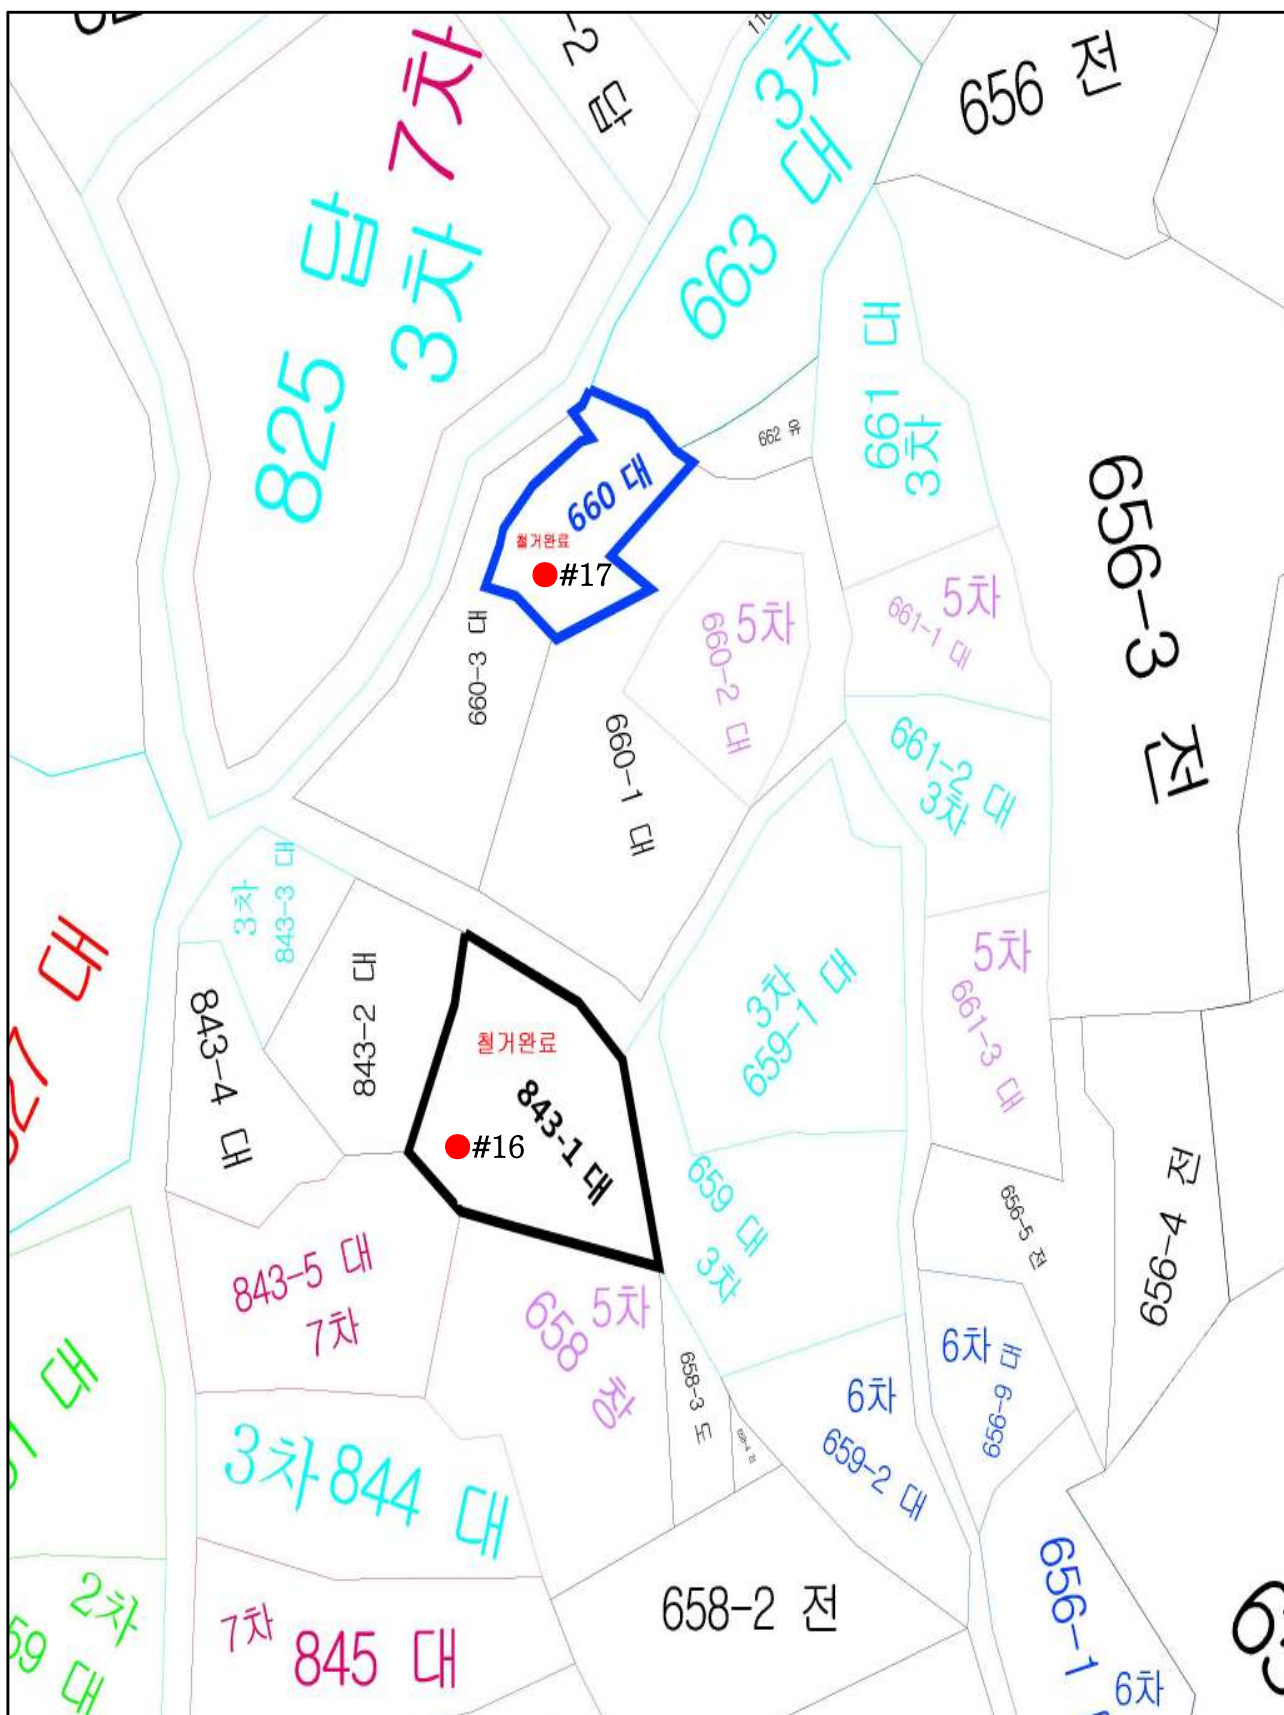 -2 답
110
3차
663 대
656 전
7차
825 답
3차
661 대
3차
662 유
660 대
철거완료
#17
656-3 전
5차
661-1 대
5차
660-2 대
660-3 대
660-1 대
661-2 대
3차
3차
843-3 대
대
827
843-4 대
843-2 대
철거완료
843-1 대
#16
3차
659-1 대
5차
661-3 대
659 대
3차
656-5 전
656-4 전
843-5 대
7차
5차
658 창
658-3 도
6차
656-9 대
6차
659-2 대
대
3차 844 대
2차
59 대
7차 845 대
658-2 전
656-1
6차